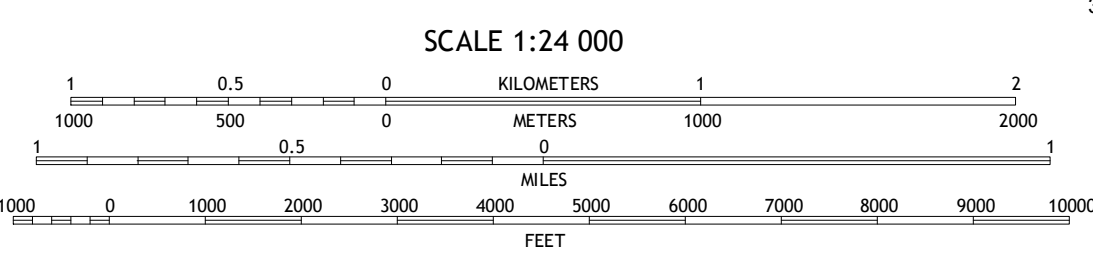 SCALE 1:24 000
1 0.5 0 KILOMETERS 1 2
1000 500 0 METERS 1000 2000
1 0.5 0 1
MILES
1000 0 1000 2000 3000 4000 5000 6000 7000 8000 9000 10000
FEET